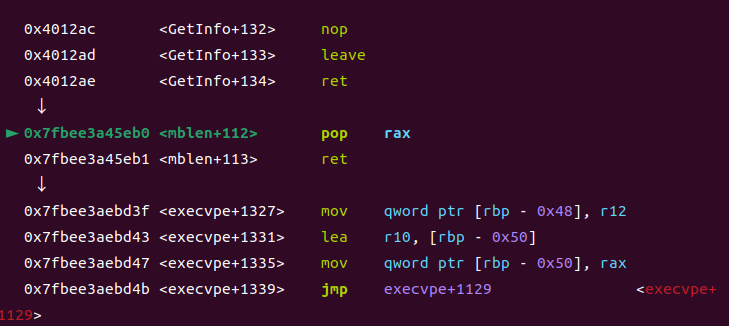 0x4012ac <GetInfo+132> nop
0x4012ad <GetInfo+133> leave
0x4012ae <GetInfo+134> ret
↓
► 0x7fbee3a45eb0 <mblen+112> pop rax
0x7fbee3a45eb1 <mblen+113> ret
↓
0x7fbee3aebd3f <execvpe+1327> mov qword ptr [rbp - 0x48], r12
0x7fbee3aebd43 <execvpe+1331> lea r10, [rbp - 0x50]
0x7fbee3aebd47 <execvpe+1335> mov qword ptr [rbp - 0x50], rax
0x7fbee3aebd4b <execvpe+1339> jmp execvpe+1129 <execvpe+
1129>